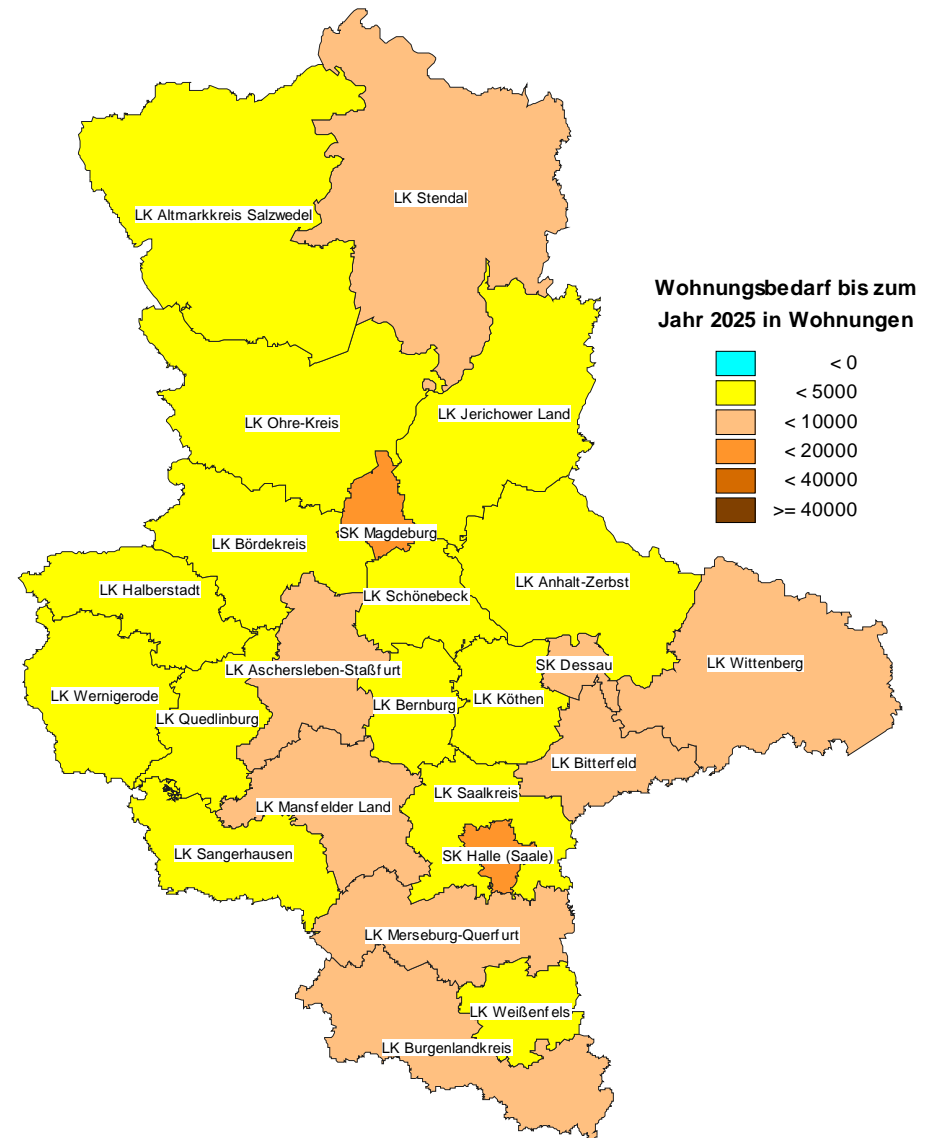 LK Stendal
LK Altmarkkreis Salzwedel
Wohnungsbedarf bis zum
Jahr 2025 in Wohnungen
< 0
< 5000
< 10000
< 20000
< 40000
>= 40000
LK Jerichower Land
LK Ohre-Kreis
SK Magdeburg
LK Bördekreis
LK Halberstadt
LK Schönebeck
LK Anhalt-Zerbst
LK Aschersleben-Staßfurt
SK Dessau
LK Wittenberg
LK Wernigerode
LK Quedlinburg
LK Bernburg
LK Köthen
LK Bitterfeld
LK Saalkreis
LK Mansfelder Land
LK Sangerhausen
SK Halle (Saale)
LK Merseburg-Querfurt
LK Weißenfels
LK Burgenlandkreis